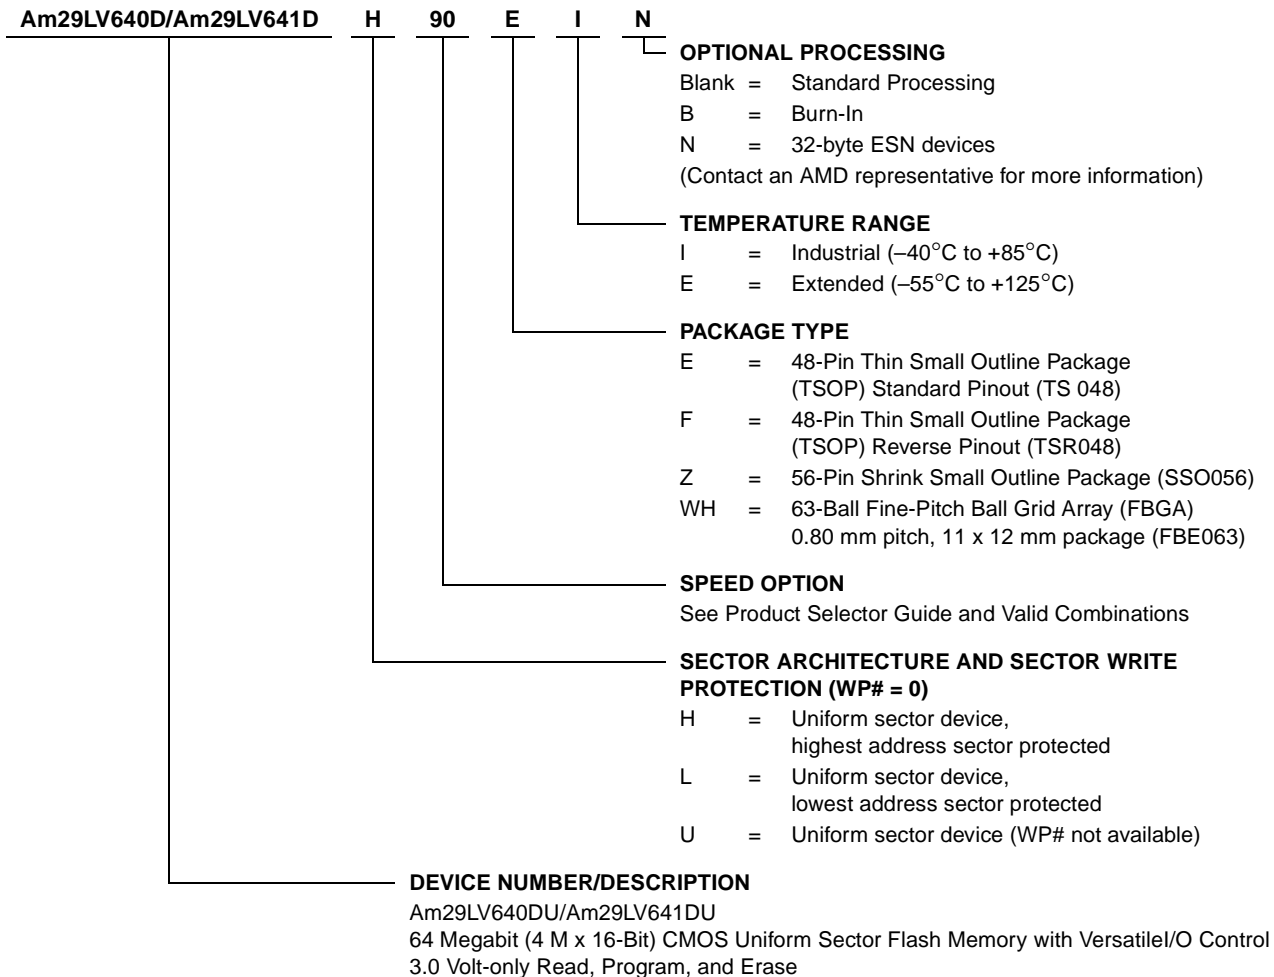 Am29LV640D/Am29LV641D H 90 E I N
OPTIONAL PROCESSING
Blank = Standard Processing
B = Burn-In
N = 32-byte ESN devices
(Contact an AMD representative for more information)
TEMPERATURE RANGE
I = Industrial (–40°C to +85°C)
E = Extended (–55°C to +125°C)
PACKAGE TYPE
E = 48-Pin Thin Small Outline Package
(TSOP) Standard Pinout (TS 048)
F = 48-Pin Thin Small Outline Package
(TSOP) Reverse Pinout (TSR048)
Z = 56-Pin Shrink Small Outline Package (SSO056)
WH = 63-Ball Fine-Pitch Ball Grid Array (FBGA)
0.80 mm pitch, 11 x 12 mm package (FBE063)
SPEED OPTION
See Product Selector Guide and Valid Combinations
SECTOR ARCHITECTURE AND SECTOR WRITE
PROTECTION (WP# = 0)
H = Uniform sector device,
highest address sector protected
L = Uniform sector device,
lowest address sector protected
U = Uniform sector device (WP# not available)
DEVICE NUMBER/DESCRIPTION
Am29LV640DU/Am29LV641DU
64 Megabit (4 M x 16-Bit) CMOS Uniform Sector Flash Memory with VersatileI/O Control
3.0 Volt-only Read, Program, and Erase